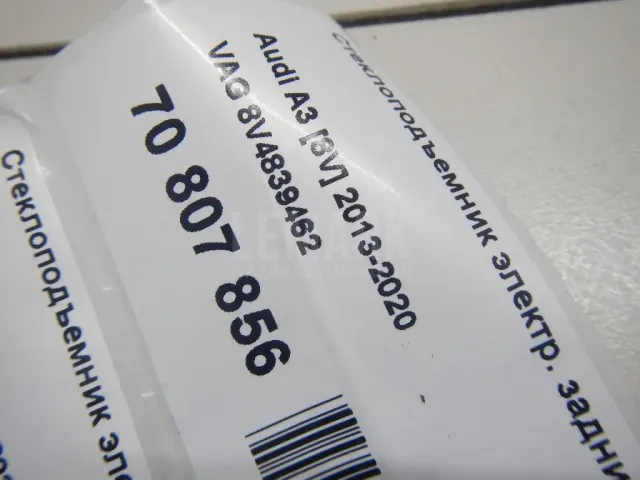 Стеклоподъемник электр. задни
Audi A3 [8V] 2013-2020
VAG 8V4839462
70 807 856
Стеклоподъемник эле